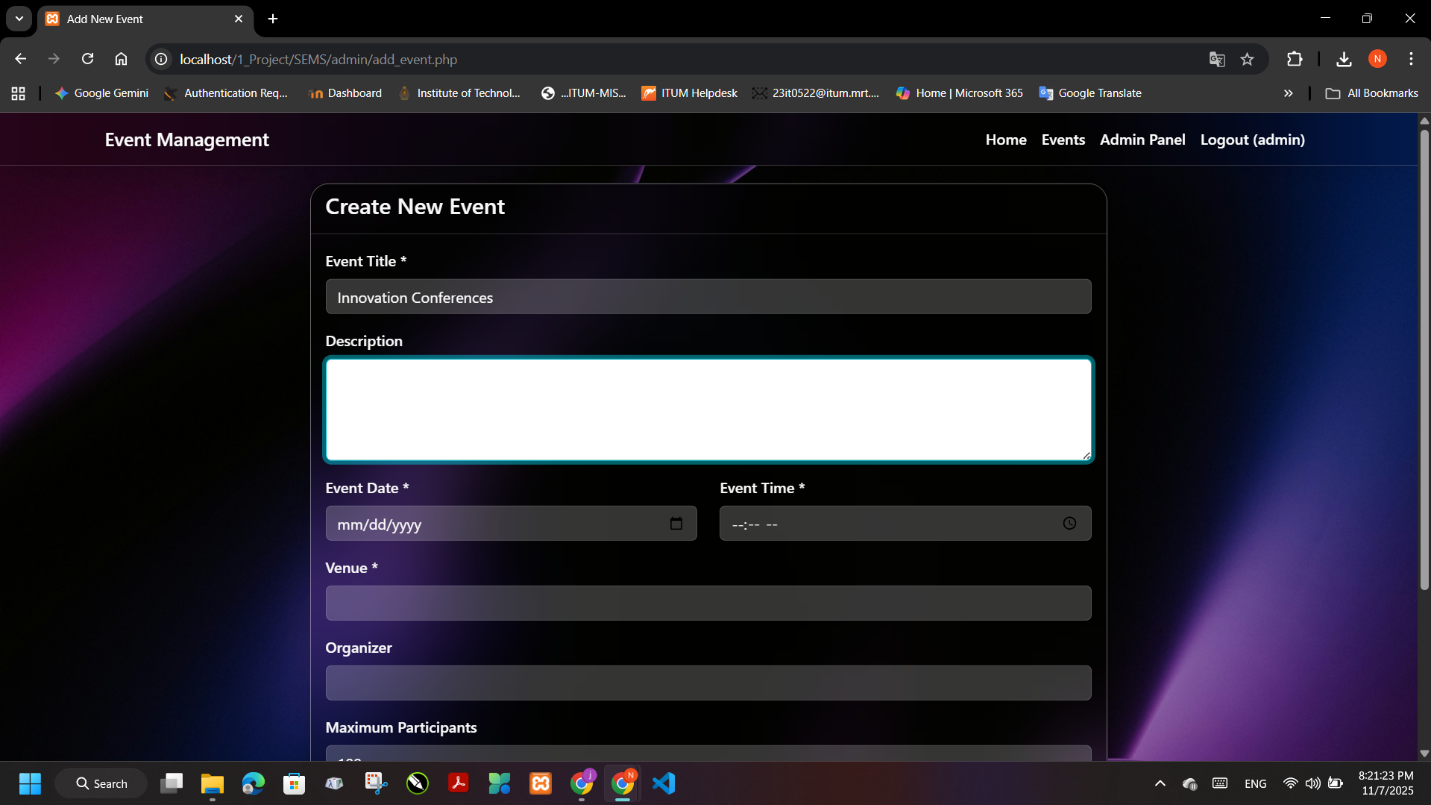 Add New Event
localhost/1_Project/SEMS/admin/add_event.php
N
Google Gemini
Authentication Req...
Dashboard
Institute of Technol...
...ITUM-MIS...
ITUM Helpdesk
23it0522@itum.mrt....
Home | Microsoft 365
Google Translate
All Bookmarks
Event Management
Home
Events
Admin Panel
Logout (admin)
Create New Event
Event Title *
Innovation Conferences
Description
Event Date *
Event Time *
mm/dd/yyyy
--:-- --
Venue *
Organizer
Maximum Participants
Search
ENG
8:21:23 PM
11/7/2025